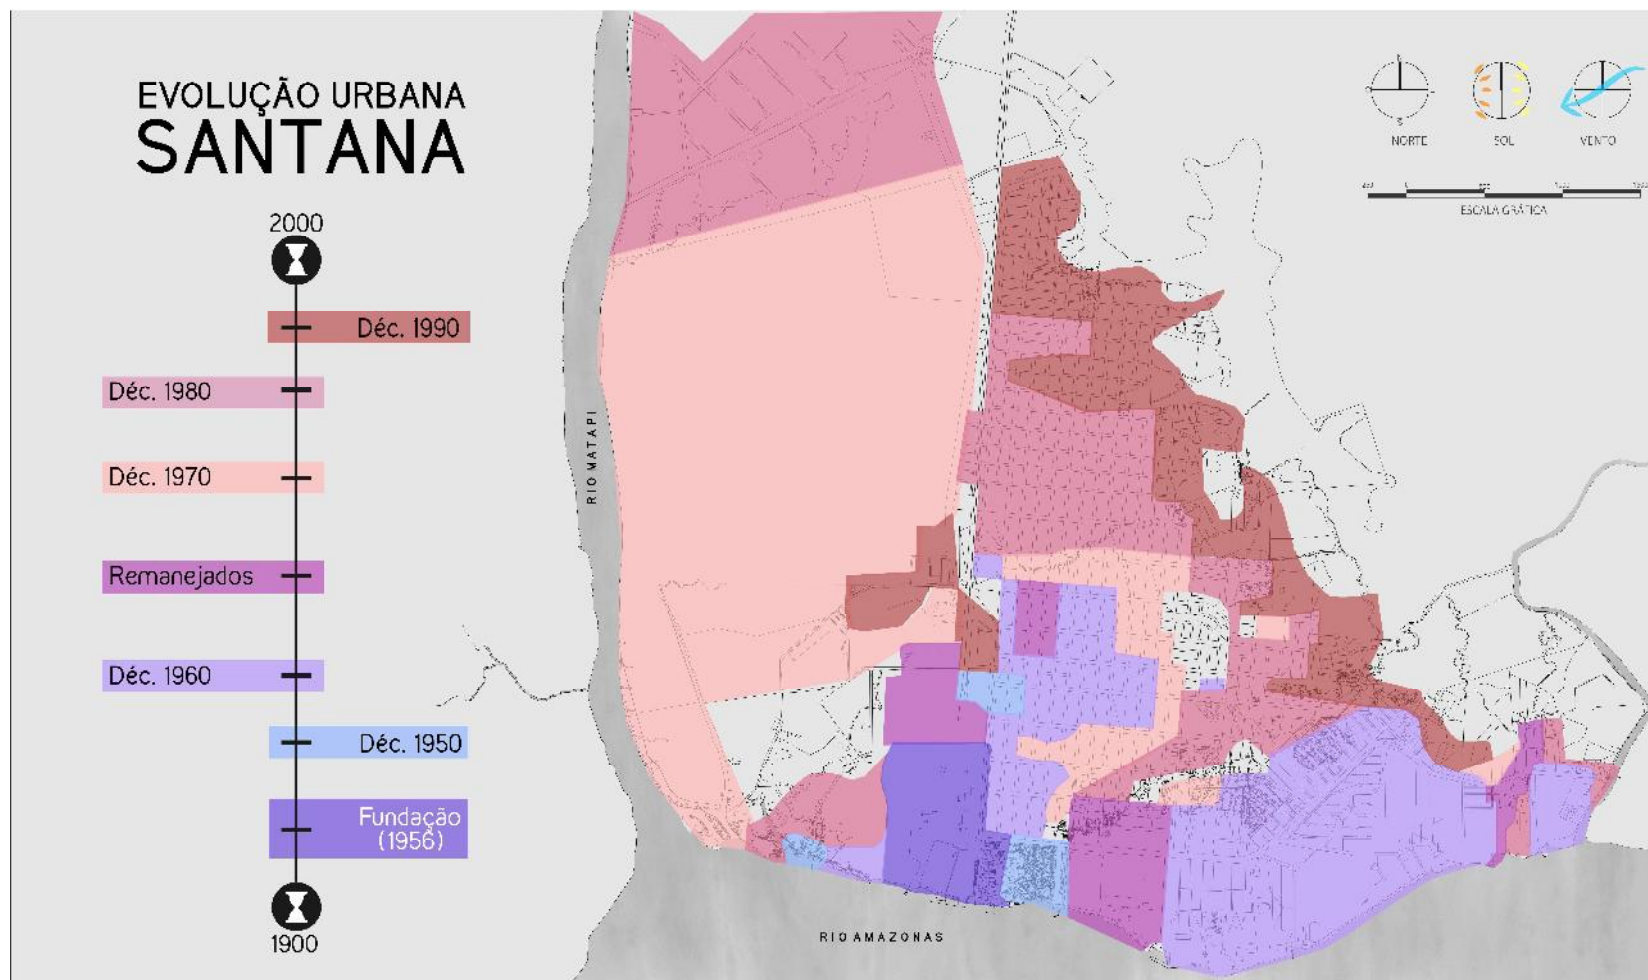 EVOLUÇÃO URBANA
SANTANA
2000
Déc. 1990
Déc. 1980
Déc. 1970
Remanejados
Déc. 1960
Déc. 1950
Fundação
(1956)
1900
RIO MATAPI
RIO AMAZONAS
NORTE
SOL
VENTO
ESCALA GRÁFICA